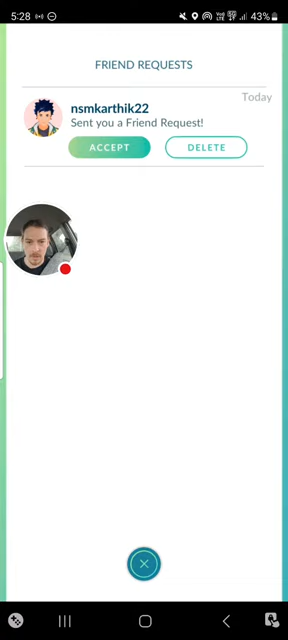 5:28
43%
FRIEND REQUESTS
Today
nsmkarthik22
Sent you a Friend Request!
ACCEPT
DELETE